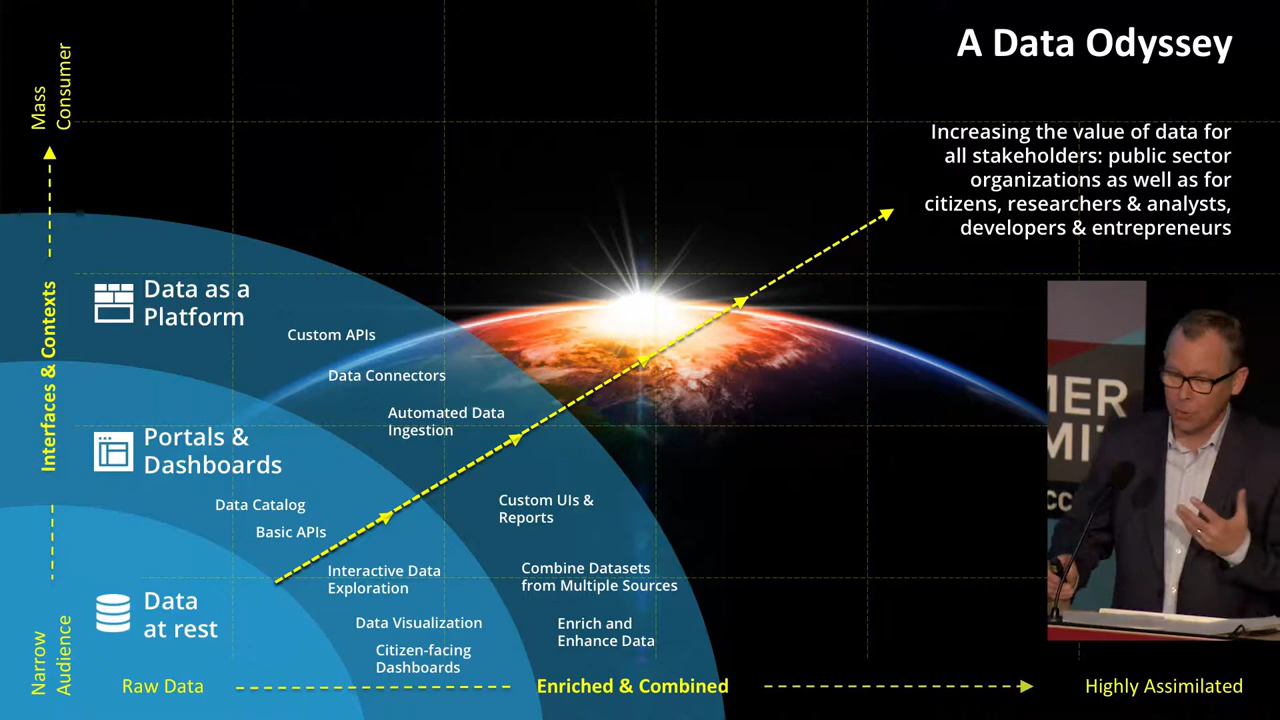 A Data Odyssey
Increasing the value of data for
all stakeholders: public sector
organizations as well as for
citizens, researchers & analysts,
developers & entrepreneurs
Mass
Consumer
Interfaces & Contexts
Narrow
Audience
Data as a
Platform
Custom APIs
Data Connectors
Automated Data
Ingestion
Custom UIs &
Reports
Combine Datasets
from Multiple Sources
Enrich and
Enhance Data
Portals &
Dashboards
Data Catalog
Basic APIs
Interactive Data
Exploration
Data Visualization
Citizen-facing
Dashboards
Data
at rest
Raw Data
Enriched & Combined
Highly Assimilated
MER
MIT